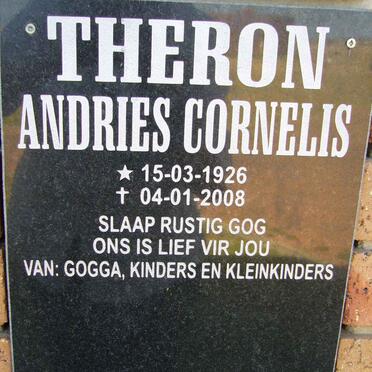 THERON
ANDRIES CORNELIS
★ 15-03-1926
✝ 04-01-2008
SLAAP RUSTIG GOG
ONS IS LIEF VIR JOU
VAN: GOGGA, KINDERS EN KLEINKINDERS